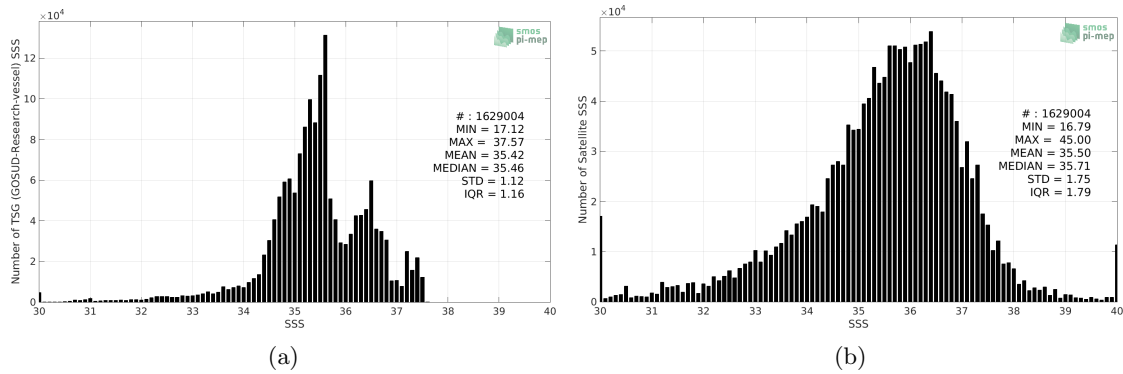 ×10⁴
smos
pi-mep
Number of TSG (GOSUD-Research-vessel) SSS
12
10
8
6
4
2
0
# : 1629004
MIN = 17.12
MAX = 37.57
MEAN = 35.42
MEDIAN = 35.46
STD = 1.12
IQR = 1.16
30 31 32 33 34 35 36 37 38 39 40
SSS
(a)
×10⁴
smos
pi-mep
Number of Satellite SSS
5
4
3
2
1
0
# : 1629004
MIN = 16.79
MAX = 45.00
MEAN = 35.50
MEDIAN = 35.71
STD = 1.75
IQR = 1.79
30 31 32 33 34 35 36 37 38 39 40
SSS
(b)